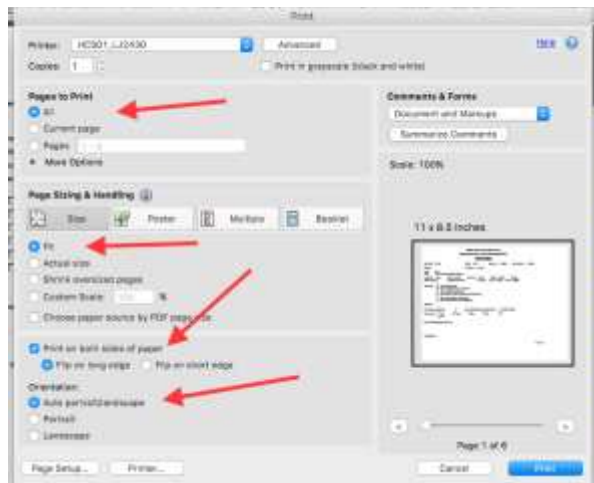 Print
Printer: HC301_LJ2430 Advanced Help
Copies: 1 Print in grayscale (black and white)
Pages to Print
All
Current page
Pages
More Options
Comments & Forms
Document and Markups
Summarize Comments
Scale: 100%
Page Sizing & Handling
Size Poster Multiple Booklet
Fit
Actual size
Shrink oversized pages
Custom Scale: %
Choose paper source by PDF page size
11 x 8.5 Inches
Print on both sides of paper
Flip on long edge Flip on short edge
Orientation:
Auto portrait/landscape
Portrait
Landscape
Page 1 of 6
Page Setup... Printer... Cancel Print